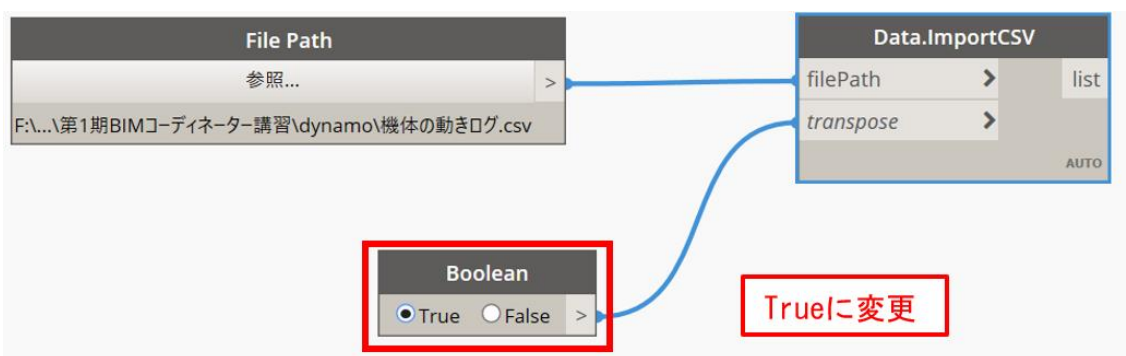 File Path
参照...
>
F:\...\第1期BIMコーディネーター講習\dynamo\機体の動きログ.csv
Data.ImportCSV
filePath
list
transpose
AUTO
Boolean
True False >
Trueに変更